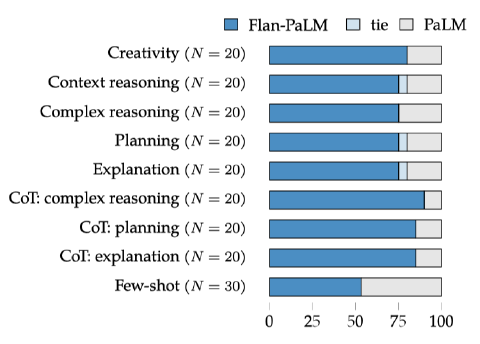 Flan-PaLM tie PaLM
Creativity (N = 20)
Context reasoning (N = 20)
Complex reasoning (N = 20)
Planning (N = 20)
Explanation (N = 20)
CoT: complex reasoning (N = 20)
CoT: planning (N = 20)
CoT: explanation (N = 20)
Few-shot (N = 30)
0 25 50 75 100